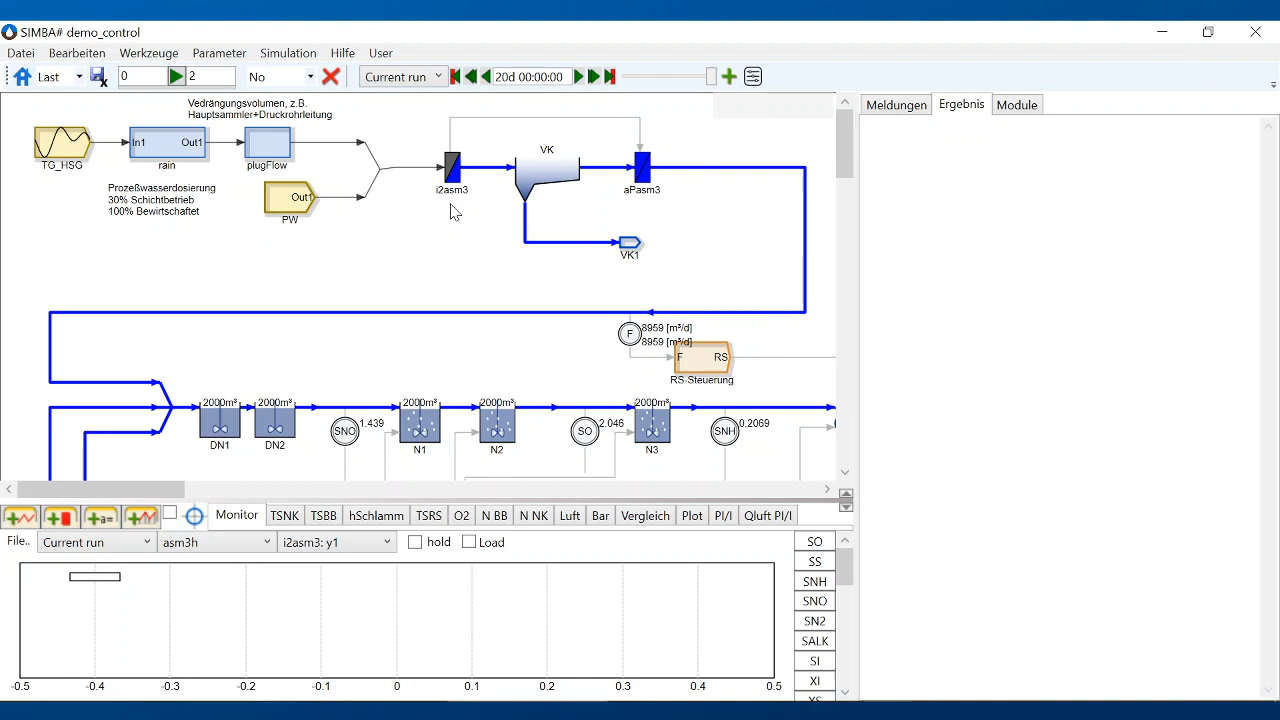 SIMBA# demo_control
Datei Bearbeiten Werkzeuge Parameter Simulation Hilfe User
Last 0 2 No Current run 20d 00:00:00
Meldungen Ergebnis Module
Vedrängungsvolumen, z.B.
Hauptsammler+Druckrohrleitung
In1 Out1
TG_HSG rain plugFlow
VK
i2asm3 aPasm3
Prozeßwasserdosierung
30% Schichtbetrieb
100% Bewirtschaftet
Out1
PW
VK1
F 8959 [m³/d]
8959 [m³/d]
F RS
RS-Steuerung
2000m³ 2000m³ 2000m³ 2000m³ 2000m³
SNO 1.439 SO 2.046 SNH 0.2069
DN1 DN2 N1 N2 N3
+a=
Monitor TSNK TSBB hSchlamm TSRS O2 N BB N NK Luft Bar Vergleich Plot PI/I Qluft PI/I
File.. Current run asm3h i2asm3: y1 hold Load
SO
SS
SNH
SNO
SN2
SALK
SI
XI
XS
-0.5 -0.4 -0.3 -0.2 -0.1 0 0.1 0.2 0.3 0.4 0.5